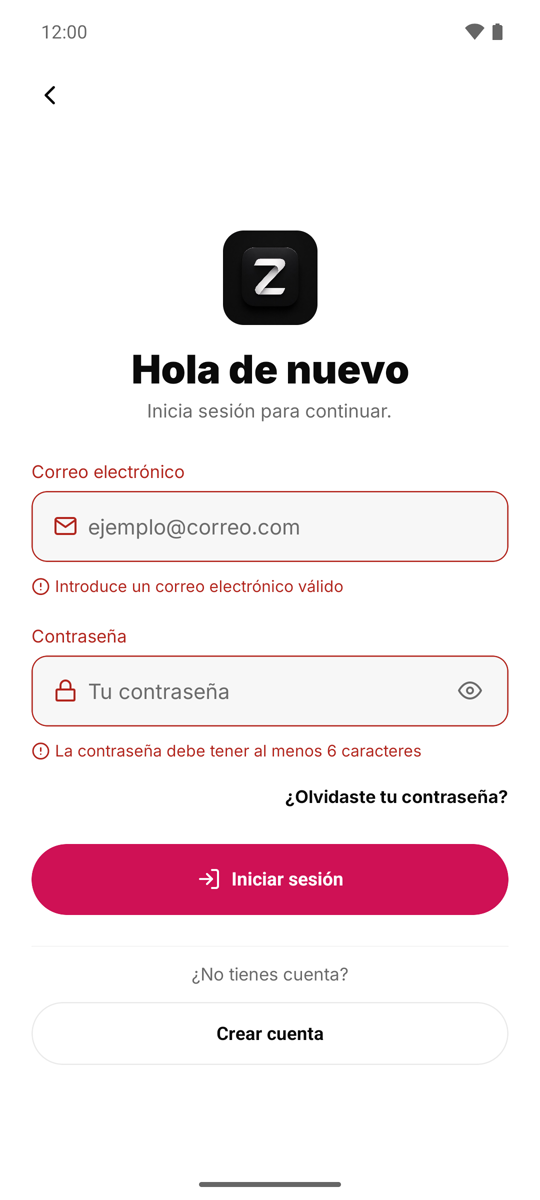 12:00
Z
Hola de nuevo
Inicia sesión para continuar.
Correo electrónico
ejemplo@correo.com
Introduce un correo electrónico válido
Contraseña
Tu contraseña
La contraseña debe tener al menos 6 caracteres
¿Olvidaste tu contraseña?
Iniciar sesión
¿No tienes cuenta?
Crear cuenta